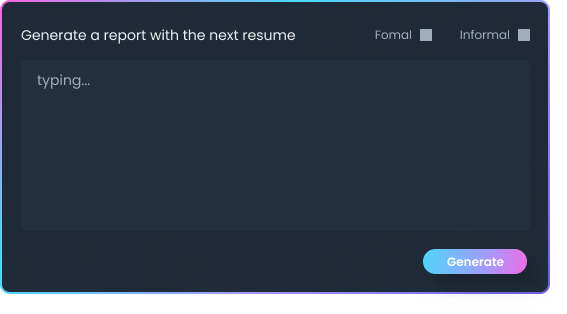 Generate a report with the next resume
Fomal
Informal
typing...
Generate